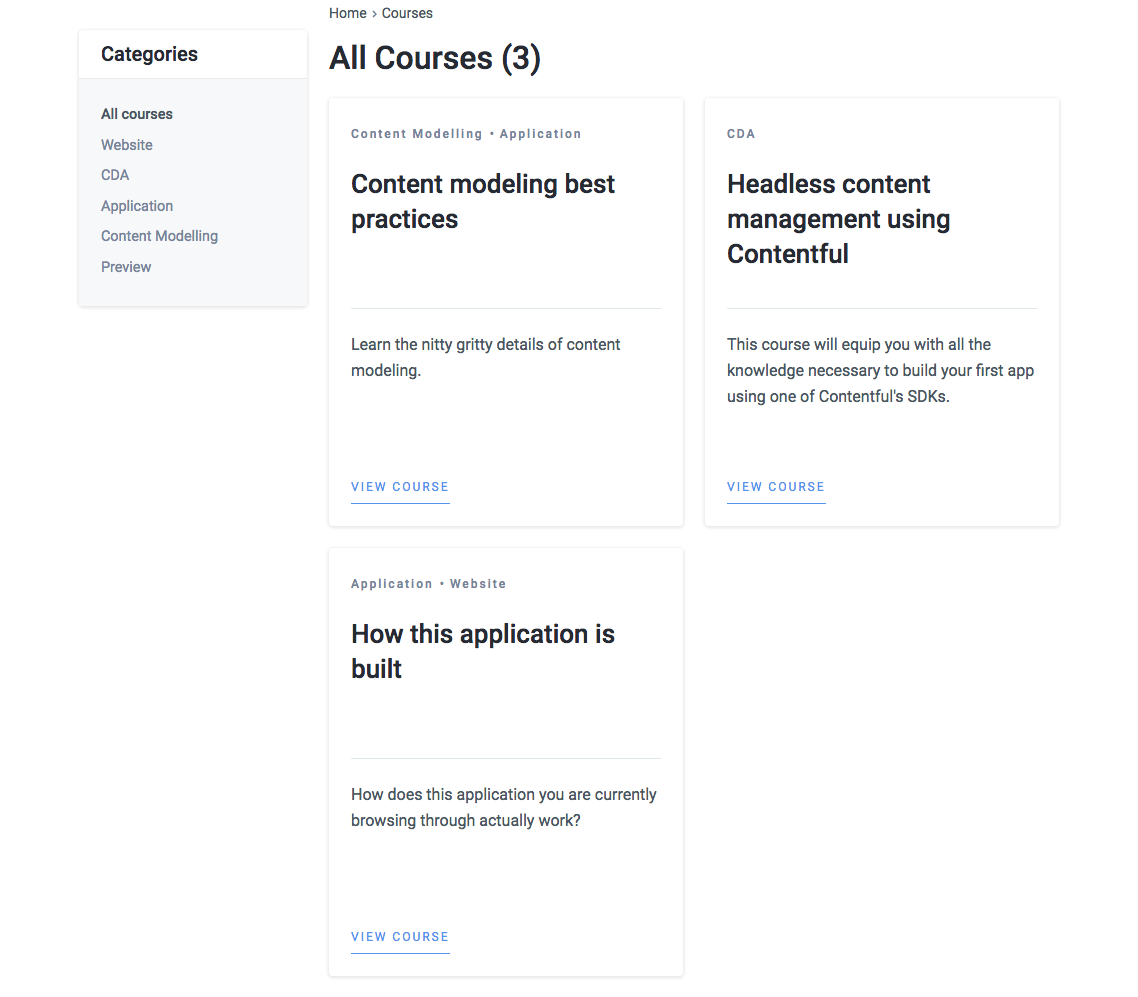 Home › Courses
Categories
All courses
Website
CDA
Application
Content Modelling
Preview
All Courses (3)
Content Modelling • Application
Content modeling best
practices
Learn the nitty gritty details of content
modeling.
VIEW COURSE
CDA
Headless content
management using
Contentful
This course will equip you with all the
knowledge necessary to build your first app
using one of Contentful's SDKs.
VIEW COURSE
Application • Website
How this application is
built
How does this application you are currently
browsing through actually work?
VIEW COURSE